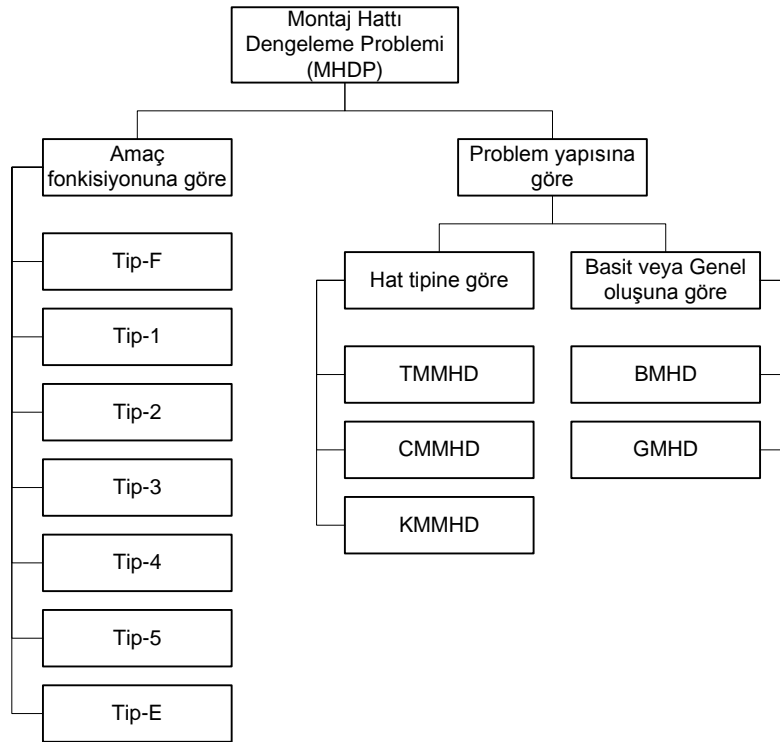 Montaj Hattı
Dengeleme Problemi
(MHDP)
Amaç
fonkisiyonuna göre
Problem yapısına
göre
Tip-F
Tip-1
Tip-2
Tip-3
Tip-4
Tip-5
Tip-E
Hat tipine göre
TMMHD
CMMHD
KMMHD
Basit veya Genel
oluşuna göre
BMHD
GMHD